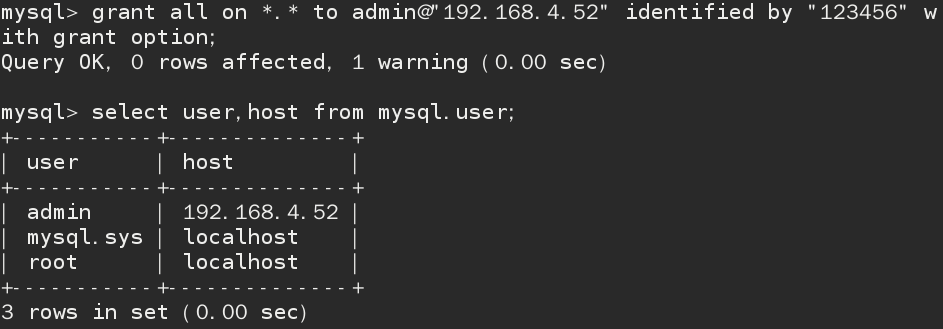 mysql> grant all on *.* to admin@"192.168.4.52" identified by "123456" w
ith grant option;
Query OK, 0 rows affected, 1 warning (0.00 sec)
mysql> select user,host from mysql.user;
+-----------+--------------+
| user      | host         |
+-----------+--------------+
| admin     | 192.168.4.52 |
| mysql.sys | localhost    |
| root      | localhost    |
+-----------+--------------+
3 rows in set (0.00 sec)